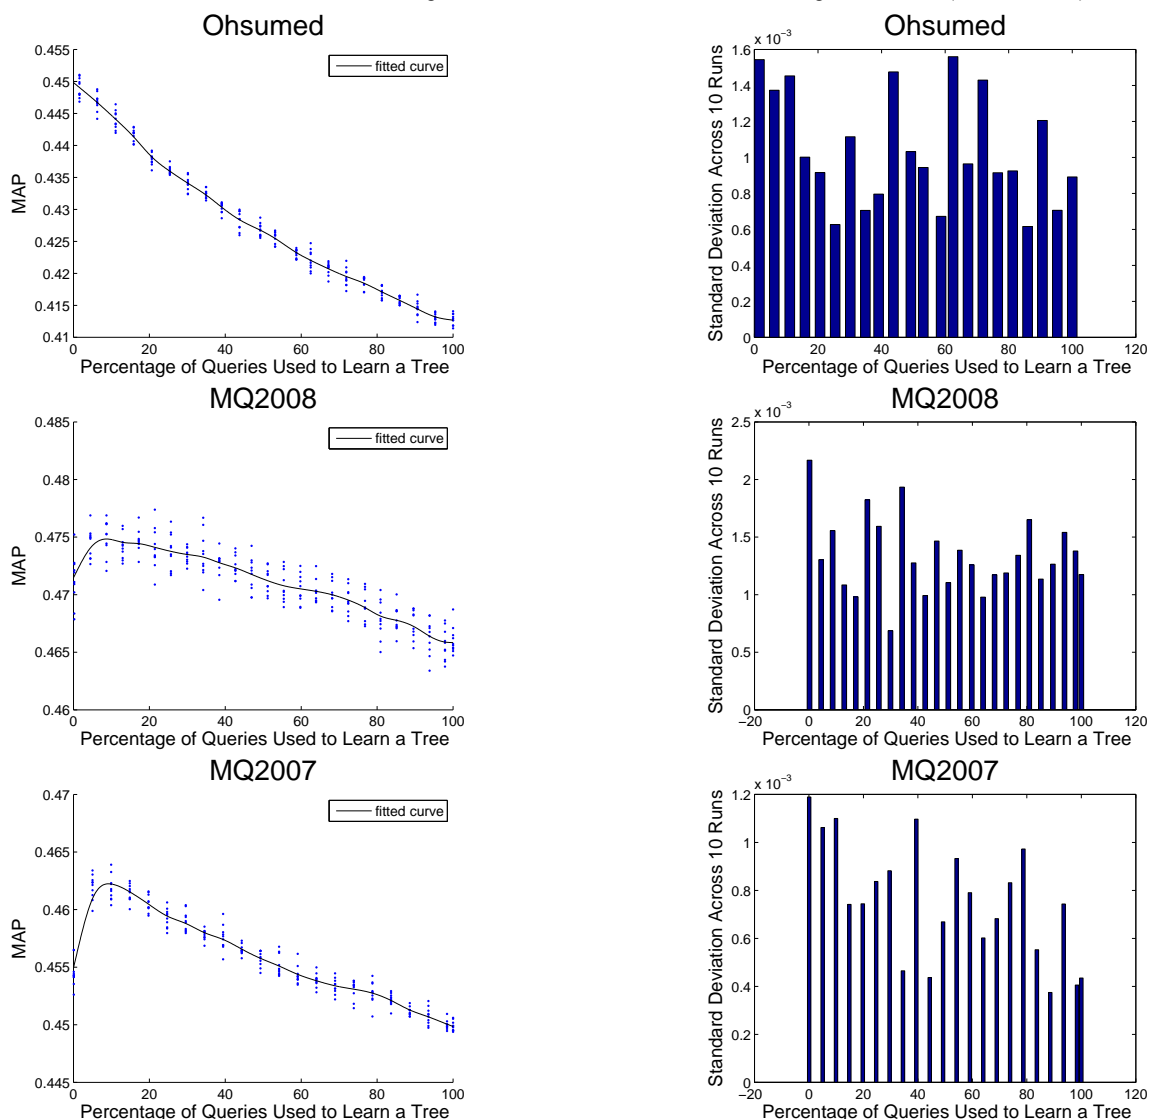 Ohsumed
0.455
0.45
0.445
0.44
0.435
0.43
0.425
0.42
0.415
0.41
MAP
fitted curve
0 20 40 60 80 100
Percentage of Queries Used to Learn a Tree
Ohsumed
x 10⁻³
1.6
1.4
1.2
1
0.8
0.6
0.4
0.2
0
Standard Deviation Across 10 Runs
0 20 40 60 80 100 120
Percentage of Queries Used to Learn a Tree
MQ2008
0.485
0.48
0.475
0.47
0.465
0.46
MAP
fitted curve
0 20 40 60 80 100
Percentage of Queries Used to Learn a Tree
MQ2008
x 10⁻³
2.5
2
1.5
1
0.5
0
Standard Deviation Across 10 Runs
−20 0 20 40 60 80 100 120
Percentage of Queries Used to Learn a Tree
MQ2007
0.47
0.465
0.46
0.455
0.45
0.445
MAP
fitted curve
0 20 40 60 80 100
Percentage of Queries Used to Learn a Tree
MQ2007
x 10⁻³
1.2
1
0.8
0.6
0.4
0.2
0
Standard Deviation Across 10 Runs
−20 0 20 40 60 80 100 120
Percentage of Queries Used to Learn a Tree